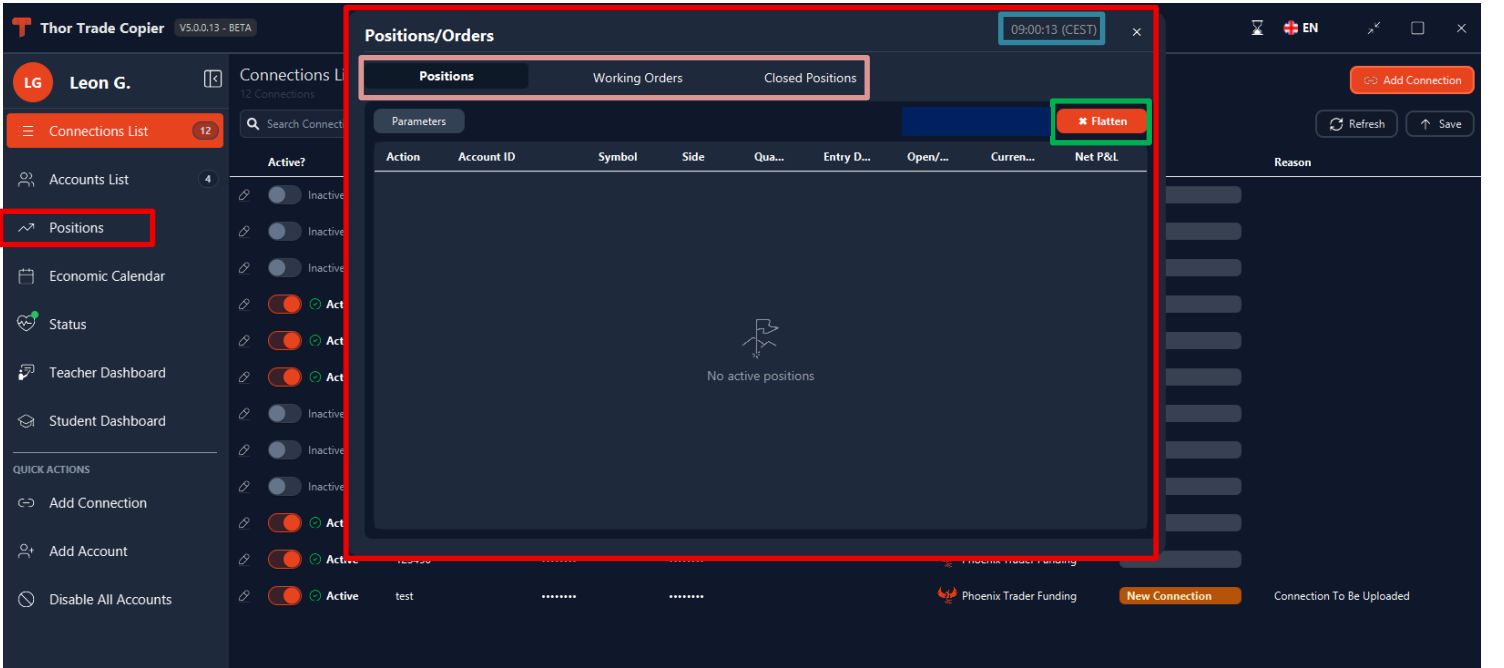 Thor Trade Copier V5.0.0.13 - BETA
EN
LG
Leon G.
Connections List 12
Accounts List 4
Positions
Economic Calendar
Status
Teacher Dashboard
Student Dashboard
QUICK ACTIONS
Add Connection
Add Account
Disable All Accounts
Connections Li
12 Connections
Search Connect
Add Connection
Refresh
Save
Active?
Reason
Inactive
Inactive
Inactive
Act
Act
Act
Inactive
Inactive
Inactive
Act
Active
Phoenix Trader Funding
Active test •••••••• •••••••• Phoenix Trader Funding New Connection Connection To Be Uploaded
Positions/Orders
09:00:13 (CEST)
Positions Working Orders Closed Positions
Parameters
Flatten
Action Account ID Symbol Side Qua... Entry D... Open/... Curren... Net P&L
No active positions